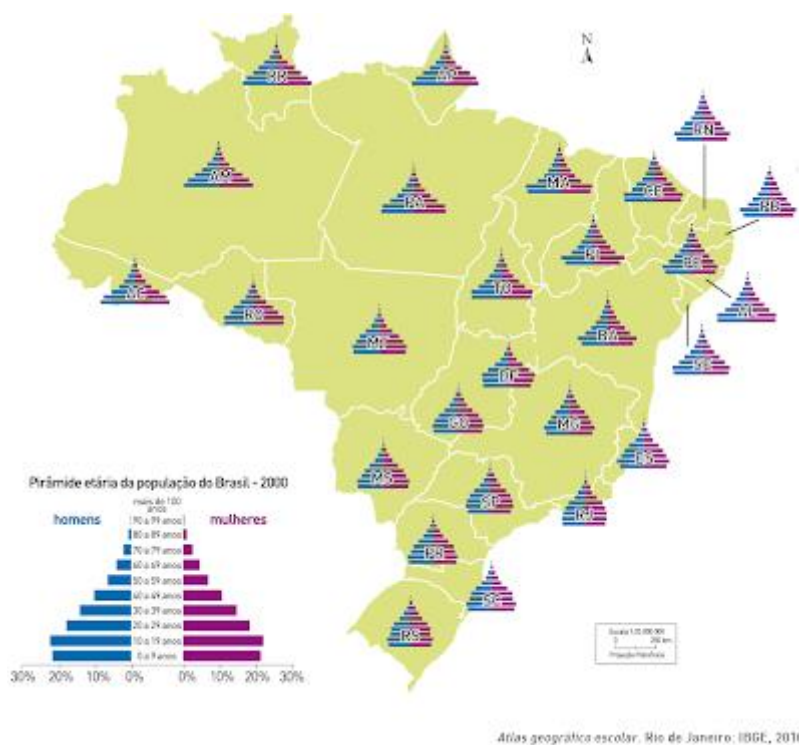 N
RR
AP
RN
AM
PA
MA
CE
PB
PI
PE
AC
RO
TO
AL
MT
BA
SE
DF
GO
MG
MS
ES
SP
RJ
PR
SC
RS
Pirâmide etária da população do Brasil - 2000
mais de 100
anos
homens
mulheres
90 a 99 anos
80 a 89 anos
70 a 79 anos
60 a 69 anos
50 a 59 anos
40 a 49 anos
30 a 39 anos
20 a 29 anos
10 a 19 anos
0 a 9 anos
30% 20% 10% 0% 0% 10% 20% 30%
0 250 km
Atlas geográfico escolar. Rio de Janeiro: IBGE, 2010